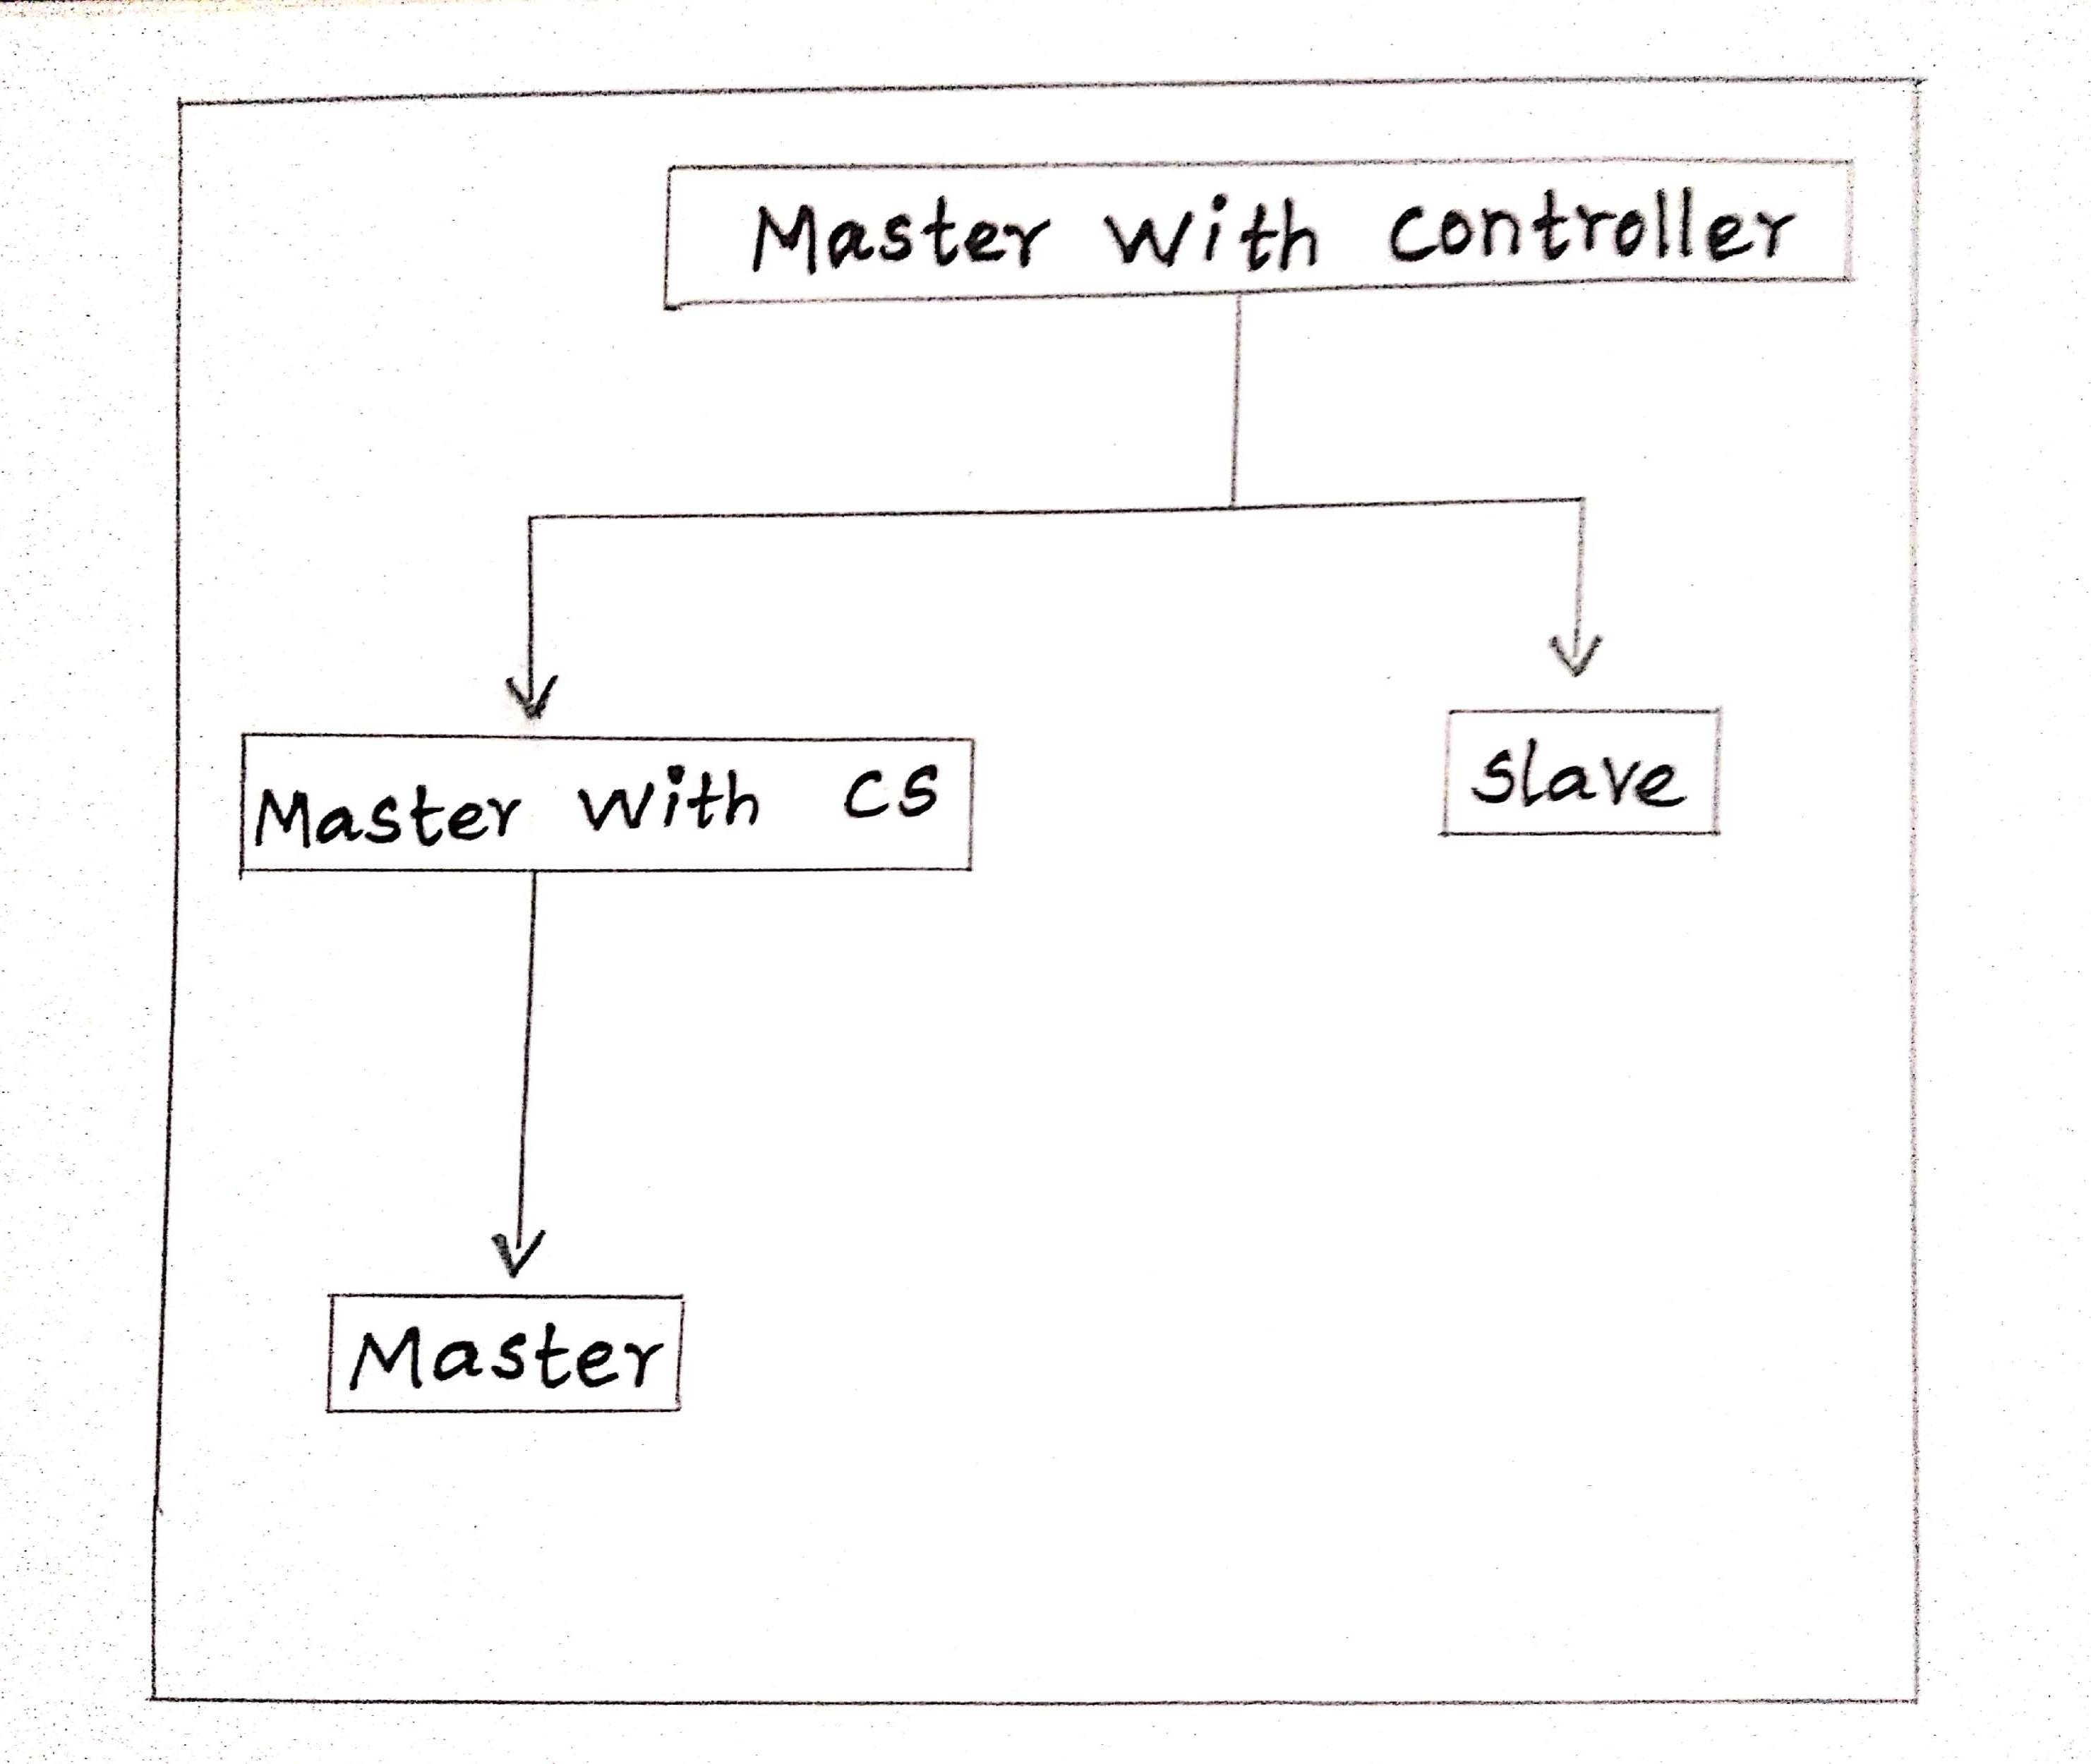 Master With controller
Master With CS
slave
Master